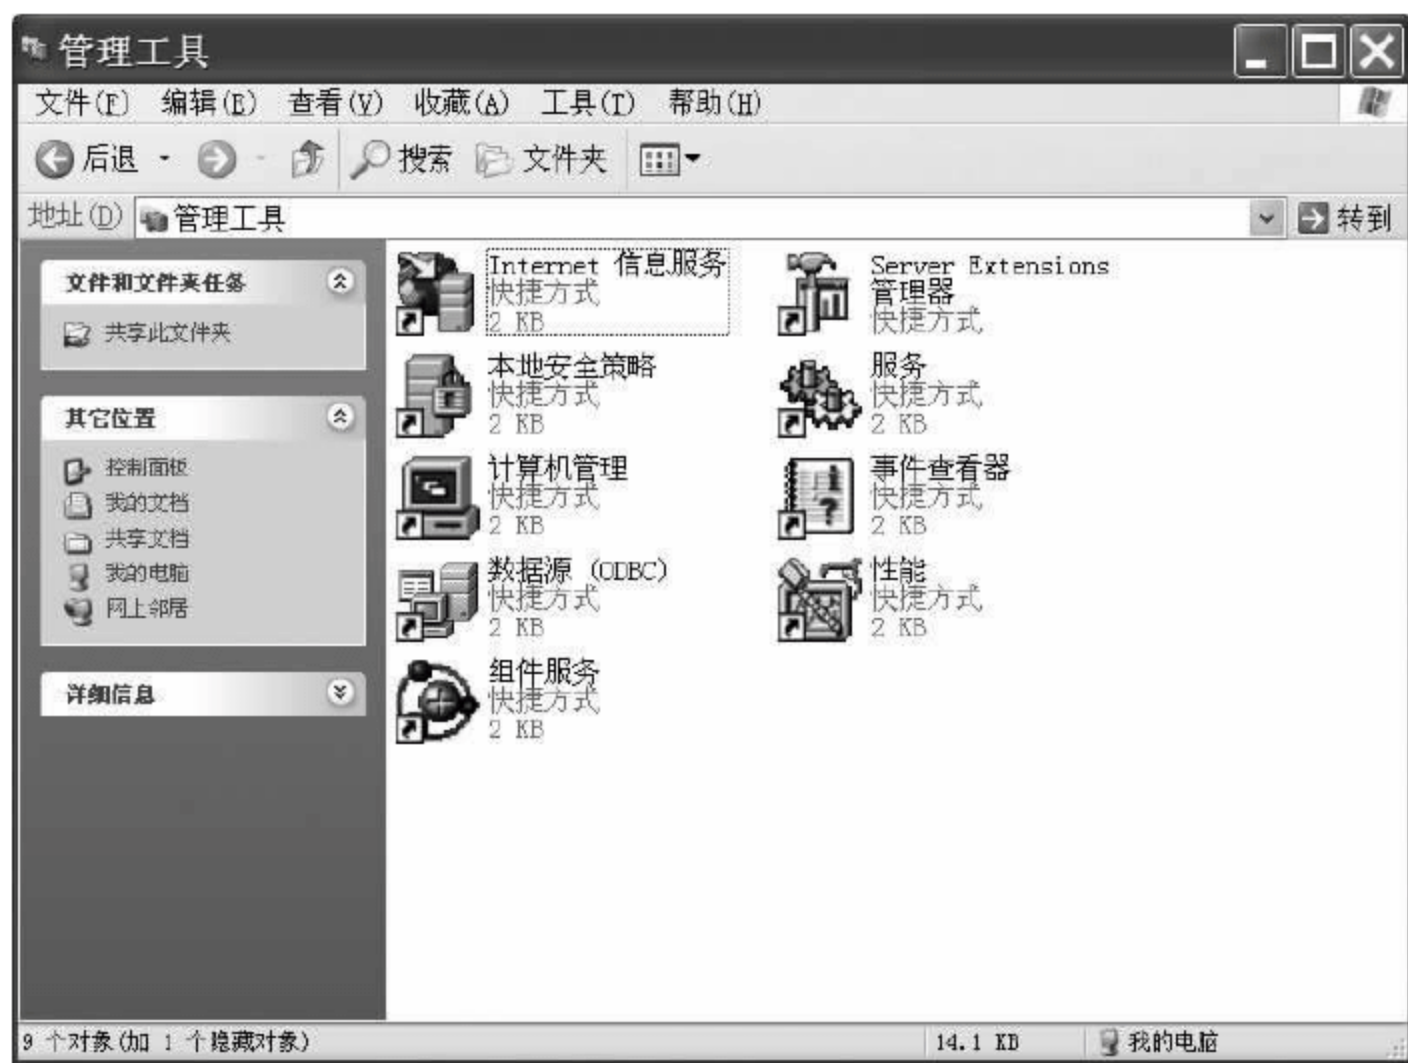 管理工具
文件(F) 编辑(E) 查看(V) 收藏(A) 工具(T) 帮助(H)
后退 搜索 文件夹
地址(D) 管理工具 转到
文件和文件夹任务
共享此文件夹
其它位置
控制面板
我的文档
共享文档
我的电脑
网上邻居
详细信息
Internet 信息服务
快捷方式
2 KB
Server Extensions
管理器
快捷方式
本地安全策略
快捷方式
2 KB
服务
快捷方式
2 KB
计算机管理
快捷方式
2 KB
事件查看器
快捷方式
2 KB
数据源 (ODBC)
快捷方式
2 KB
性能
快捷方式
2 KB
组件服务
快捷方式
2 KB
9 个对象(加 1 个隐藏对象) 14.1 KB 我的电脑